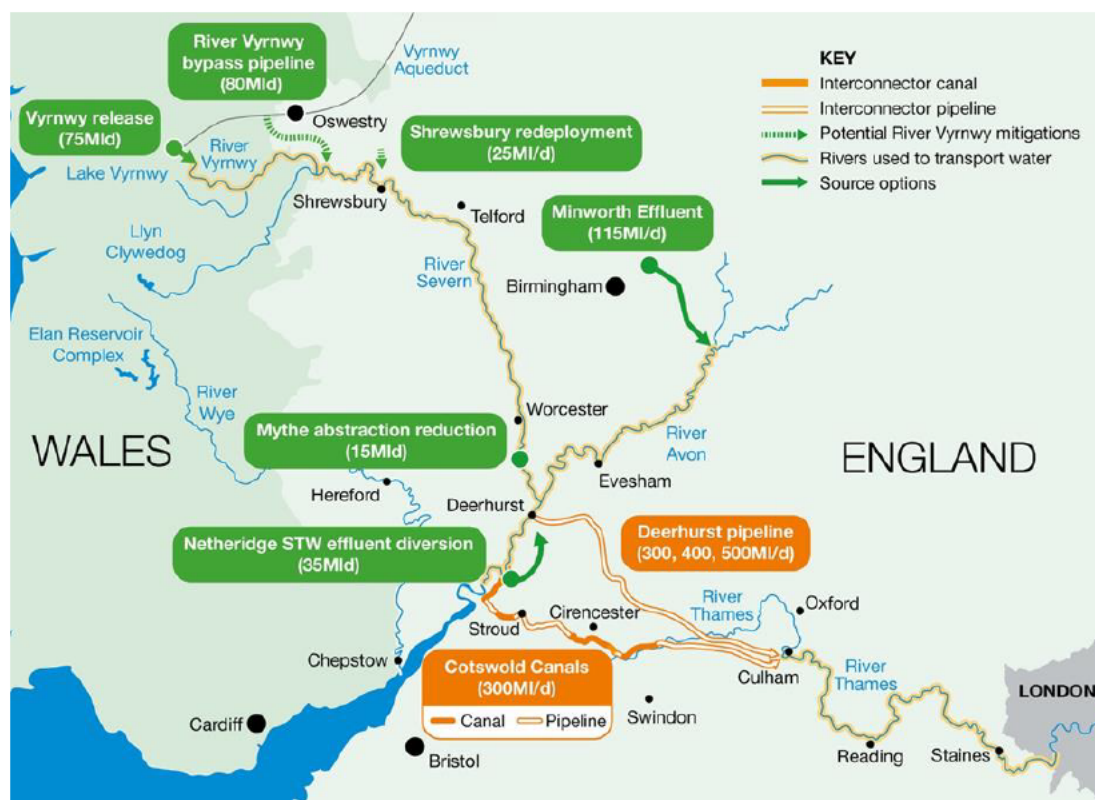 River Vyrnwy
bypass pipeline
(80Mld)
Vyrnwy
Aqueduct
KEY
Interconnector canal
Interconnector pipeline
Potential River Vyrnwy mitigations
Rivers used to transport water
Source options
Vyrnwy release
(75Mld)
Oswestry
Shrewsbury redeployment
(25Ml/d)
River
Vyrnwy
Lake Vyrnwy
Shrewsbury
Telford
Minworth Effluent
(115Ml/d)
Llyn
Clywedog
River
Severn
Birmingham
Elan Reservoir
Complex
River
Wye
Worcester
WALES
Mythe abstraction reduction
(15Mld)
River
Avon
ENGLAND
Hereford
Evesham
Deerhurst
Netheridge STW effluent diversion
(35Mld)
Deerhurst pipeline
(300, 400, 500Ml/d)
Stroud
Cirencester
River
Thames
Oxford
Chepstow
Cotswold Canals
(300Ml/d)
Canal
Pipeline
Culham
River
Thames
LONDON
Swindon
Cardiff
Bristol
Reading
Staines